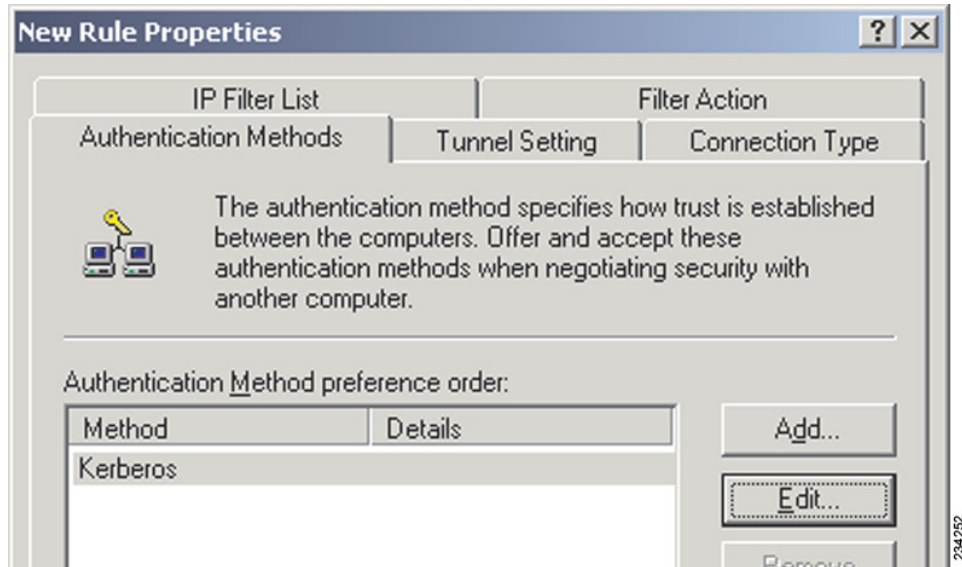 New Rule Properties
?
IP Filter List
Filter Action
Authentication Methods
Tunnel Setting
Connection Type
The authentication method specifies how trust is established
between the computers. Offer and accept these
authentication methods when negotiating security with
another computer.
Authentication Method preference order:
Method
Details
Add...
Kerberos
Edit...
Remove
234252